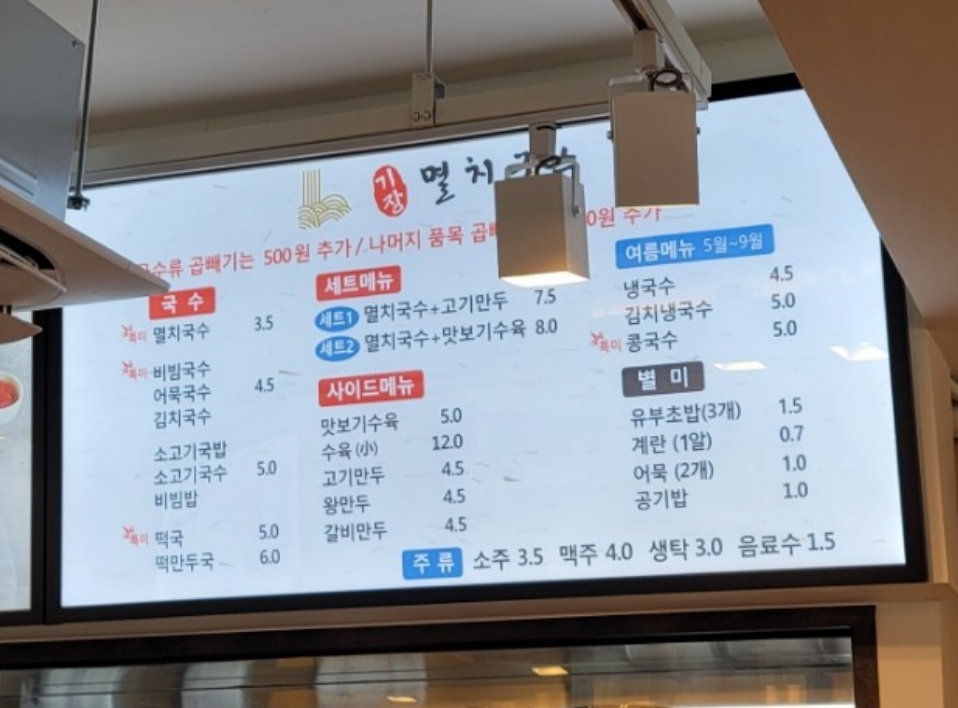 기장 멸치
곱빼기는 500원 추가 / 나머지 품목 추가
국수
특미 멸치국수 3.5
특미 비빔국수
어묵국수 4.5
김치국수
소고기국밥
소고기국수 5.0
비빔밥
특미 떡국 5.0
떡만두국 6.0
세트메뉴
세트1 멸치국수+고기만두 7.5
세트2 멸치국수+맛보기수육 8.0
사이드메뉴
맛보기수육 5.0
수육 (小) 12.0
고기만두 4.5
왕만두 4.5
갈비만두 4.5
여름메뉴 5월~9월
냉국수 4.5
김치냉국수 5.0
특미 콩국수 5.0
별미
유부초밥(3개) 1.5
계란 (1알) 0.7
어묵 (2개) 1.0
공기밥 1.0
주류 소주 3.5 맥주 4.0 생탁 3.0 음료수 1.5